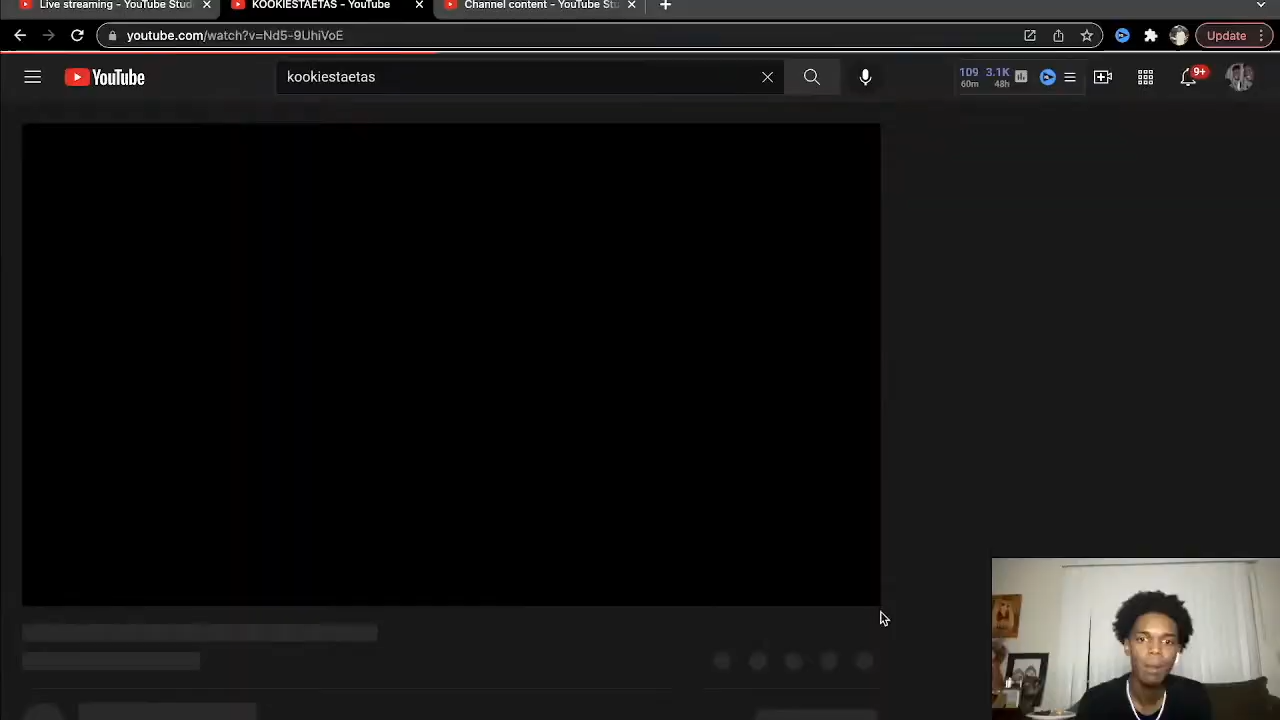 Live streaming - YouTube Studi
KOOKIESTAETAS - YouTube
Channel content - YouTube Stu
youtube.com/watch?v=Nd5-9UhiVoE
Update
YouTube
kookiestaetas
109 3.1K
60m 48h
9+